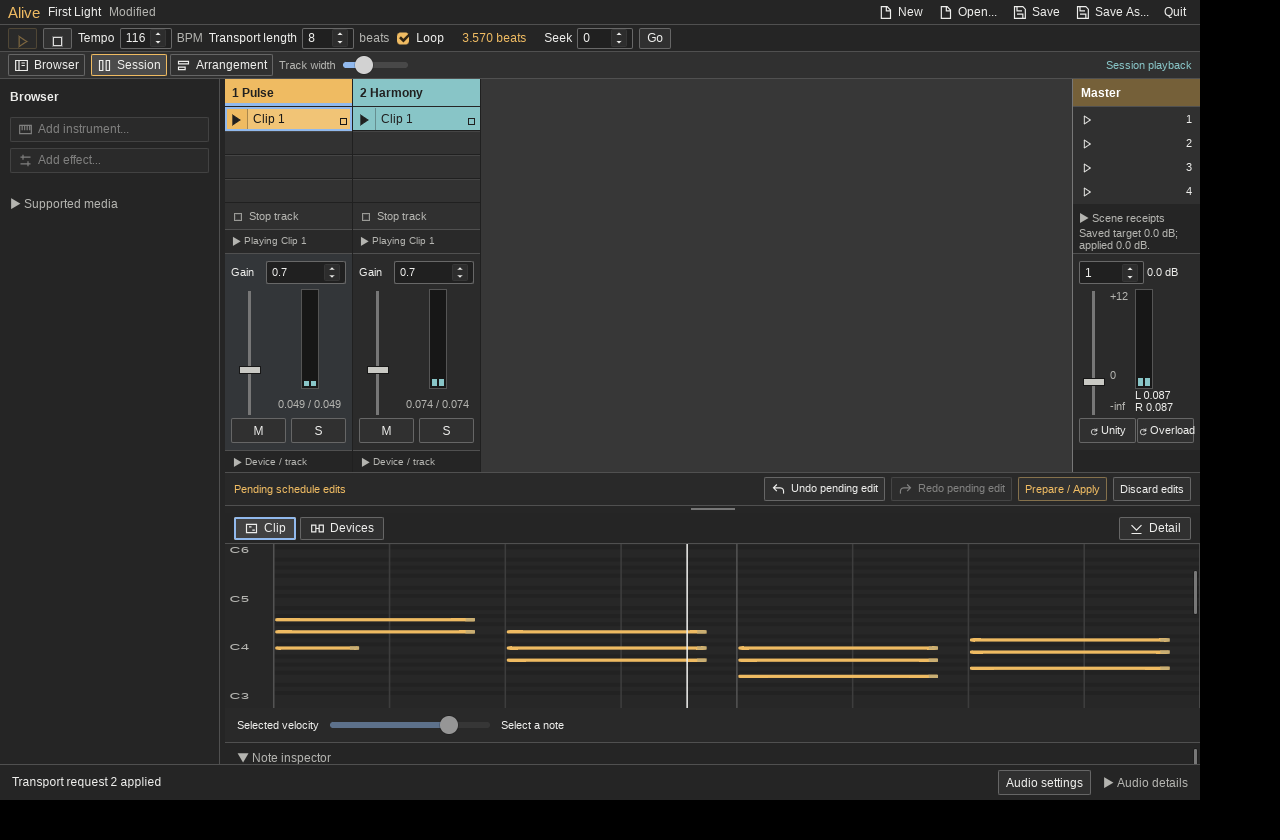 Alive First Light Modified New Open... Save Save As... Quit
Tempo 116 BPM Transport length 8 beats Loop 3.570 beats Seek 0 Go
Browser Session Arrangement Track width Session playback
Browser
Add instrument...
Add effect...
Supported media
1 Pulse 2 Harmony Master
Clip 1 Clip 1 1
2
3
4
Stop track Stop track Scene receipts
Playing Clip 1 Playing Clip 1 Saved target 0.0 dB;
applied 0.0 dB.
Gain 0.7 Gain 0.7 1 0.0 dB
+12
0
-inf
0.049 / 0.049 0.074 / 0.074 L 0.087
R 0.087
M S M S Unity Overload
Device / track Device / track
Pending schedule edits Undo pending edit Redo pending edit Prepare / Apply Discard edits
Clip Devices Detail
C6
C5
C4
C3
Selected velocity Select a note
Note inspector
Transport request 2 applied Audio settings Audio details